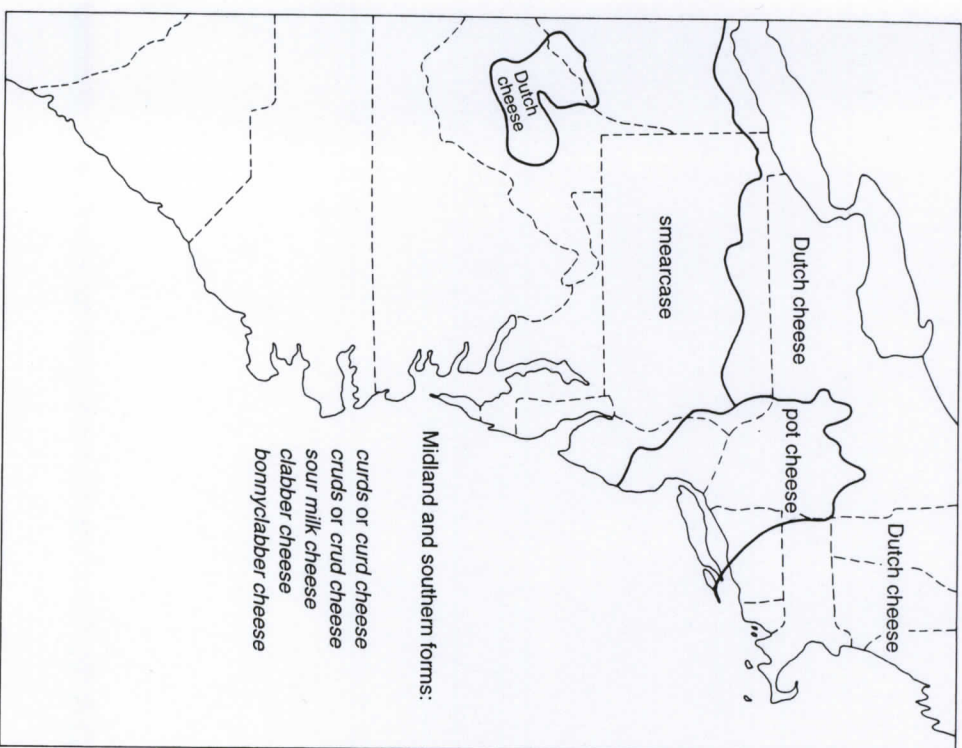 Dutch cheese
Dutch cheese
pot cheese
smearcase
Dutch
cheese
Midland and southern forms:
curds or curd cheese
cruds or crud cheese
sour milk cheese
clabber cheese
bonnyclabber cheese